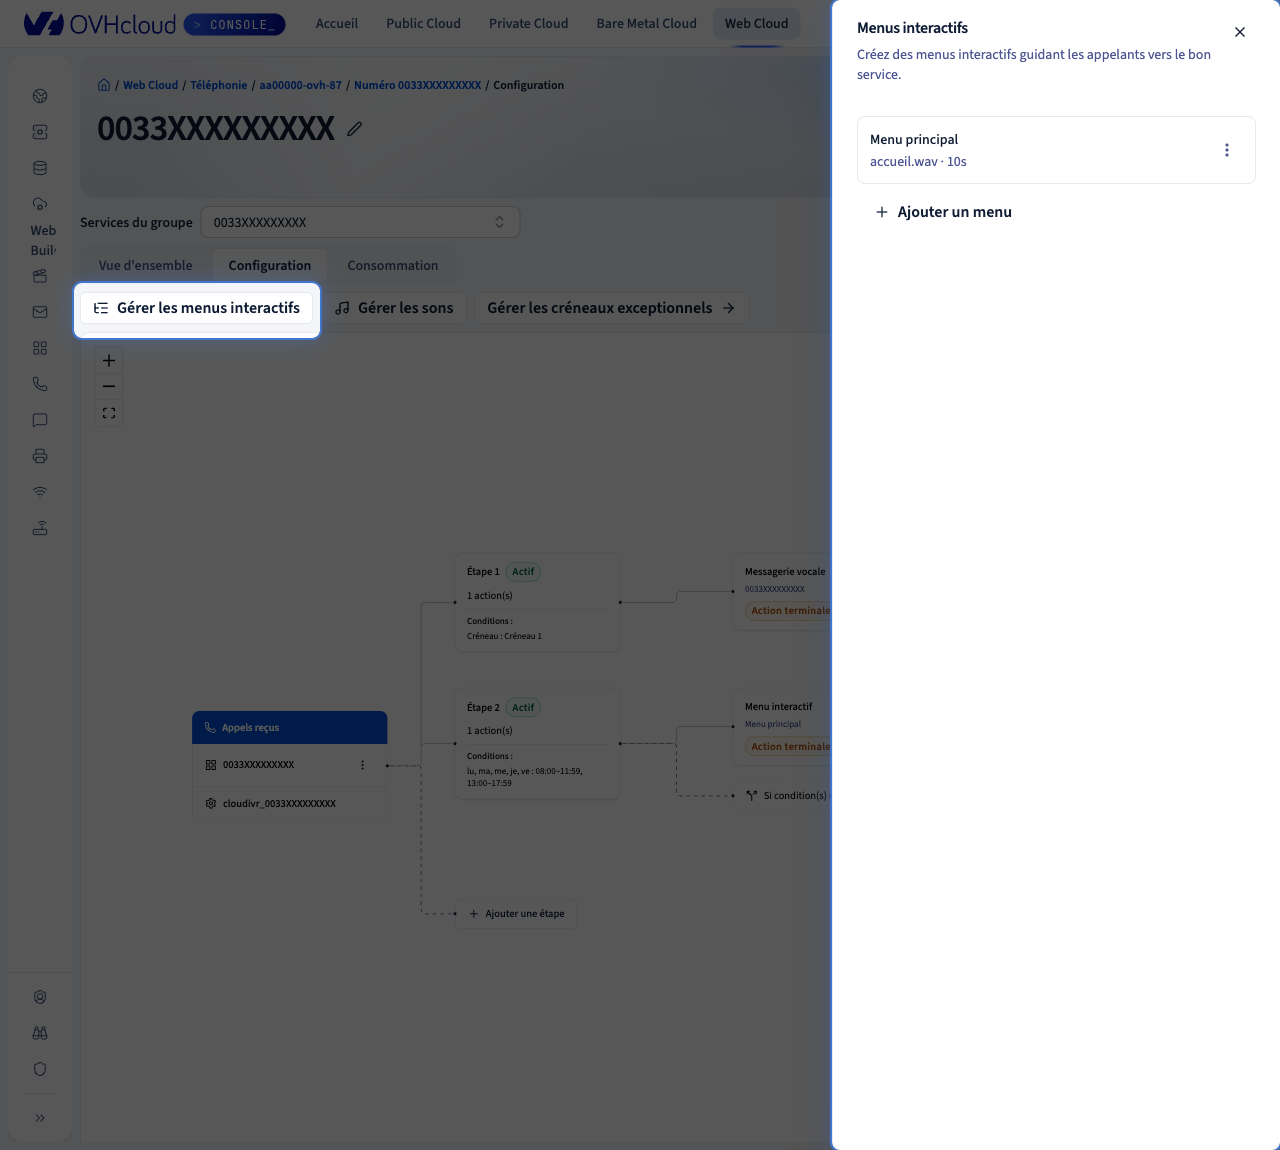 OVHcloud
> CONSOLE_
Accueil
Public Cloud
Private Cloud
Bare Metal Cloud
Web Cloud
/ Web Cloud / Téléphonie / aa00000-ovh-87 / Numéro 0033XXXXXXXXX / Configuration
0033XXXXXXXXX
Web
Services du groupe
0033XXXXXXXXX
Vue d'ensemble
Configuration
Consommation
Gérer les menus interactifs
Gérer les sons
Gérer les créneaux exceptionnels
Étape 1
Actif
1 action(s)
Conditions :
Créneau : Créneau 1
Messagerie vocale
0033XXXXXXXXX
Action terminale
Étape 2
Actif
1 action(s)
Conditions :
lu, ma, me, je, ve : 08:00–11:59,
13:00–17:59
Menu interactif
Menu principal
Action terminale
Si condition(s)
Appels reçus
0033XXXXXXXXX
cloudivr_0033XXXXXXXXX
Ajouter une étape
Menus interactifs
Créez des menus interactifs guidant les appelants vers le bon
service.
Menu principal
accueil.wav · 10s
Ajouter un menu